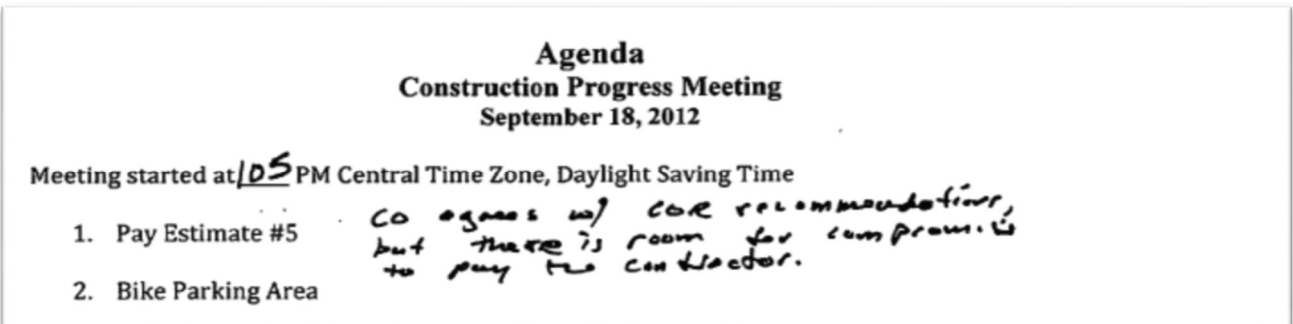 Agenda
Construction Progress Meeting
September 18, 2012
Meeting started at 105 PM Central Time Zone, Daylight Saving Time
1. Pay Estimate #5
co agrees w/ COR recommendations,
but there is room for compromis
to pay the contractor.
2. Bike Parking Area